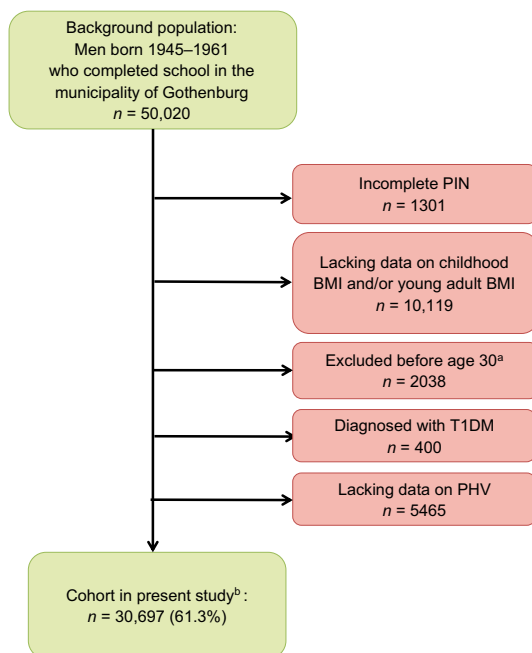 Background population:
Men born 1945–1961
who completed school in the
municipality of Gothenburg
n = 50,020
Incomplete PIN
n = 1301
Lacking data on childhood
BMI and/or young adult BMI
n = 10,119
Excluded before age 30ᵃ
n = 2038
Diagnosed with T1DM
n = 400
Lacking data on PHV
n = 5465
Cohort in present studyᵇ :
n = 30,697 (61.3%)